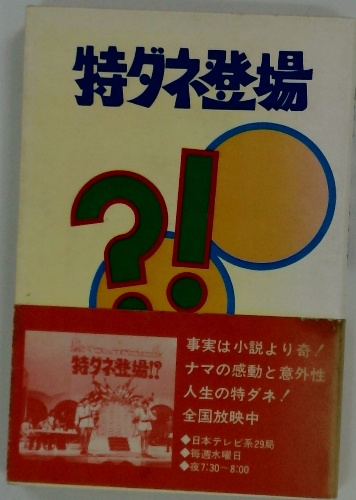 特ダネ登場
?!
特ダネ登場!?
事実は小説より奇!
ナマの感動と意外性
人生の特ダネ!
全国放映中
◆日本テレビ系29局
◆毎週水曜日
◆夜7:30〜8:00